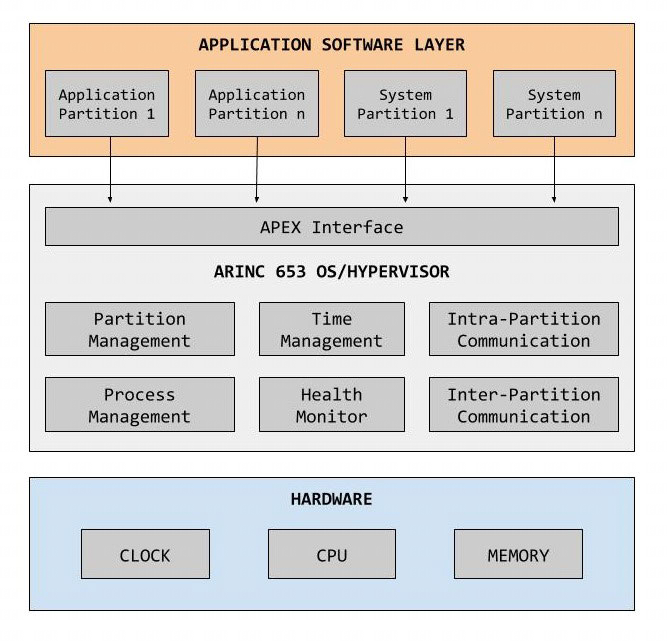 APPLICATION SOFTWARE LAYER
Application
Partition 1
Application
Partition n
System
Partition 1
System
Partition n
APEX Interface
ARINC 653 OS/HYPERVISOR
Partition
Management
Time
Management
Intra-Partition
Communication
Process
Management
Health
Monitor
Inter-Partition
Communication
HARDWARE
CLOCK
CPU
MEMORY